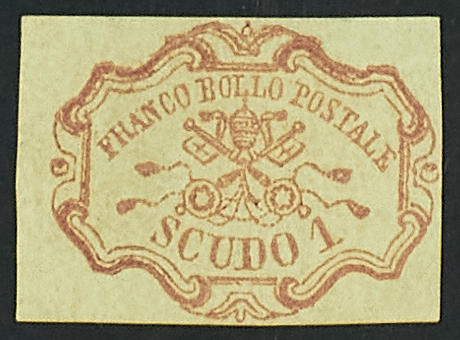 FRANCO BOLLO POSTALE
SCUDO 1